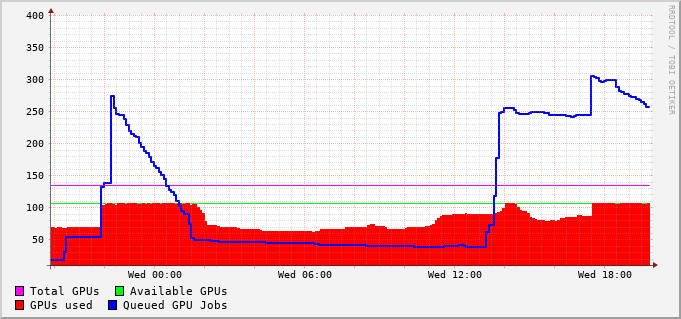 400
350
300
250
200
150
100
50
Wed 00:00 Wed 06:00 Wed 12:00 Wed 18:00
Total GPUs Available GPUs
GPUs used Queued GPU Jobs
RRDTOOL / TOBI OETIKER